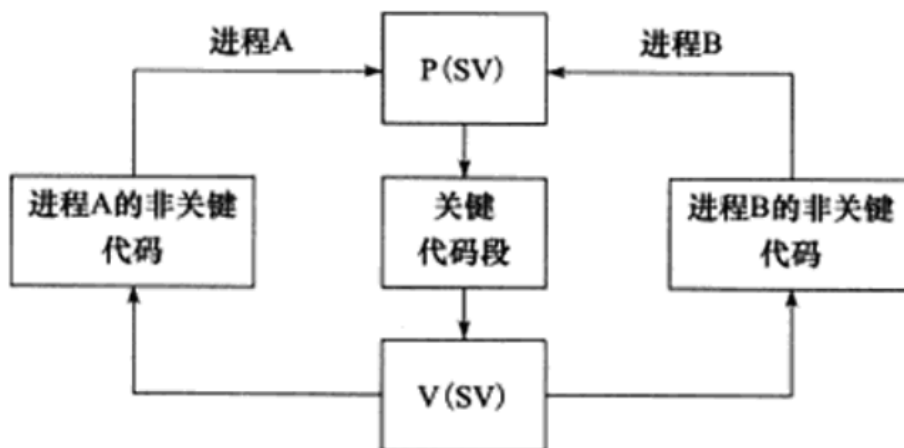 进程A
P(SV)
进程B
进程A的非关键
代码
关键
代码段
进程B的非关键
代码
V(SV)